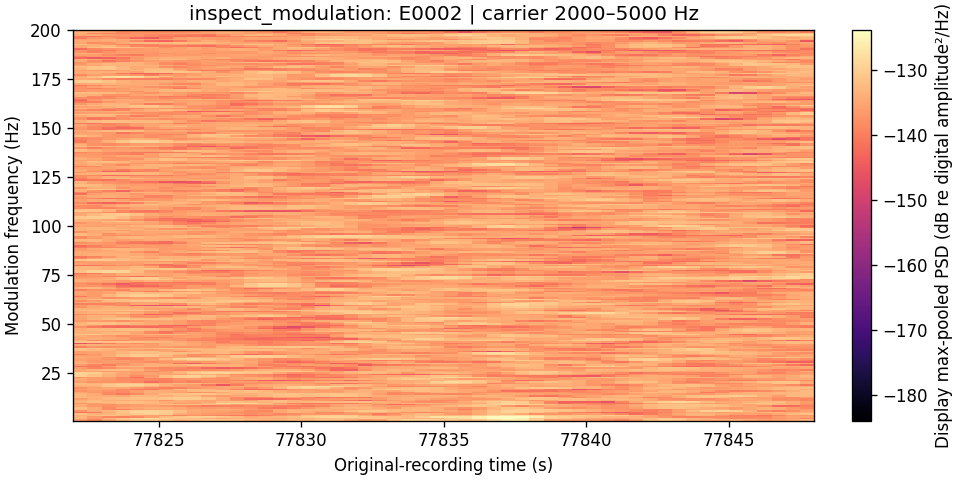 inspect_modulation: E0002 | carrier 2000–5000 Hz
200
175
150
125
100
75
50
25
Modulation frequency (Hz)
77825 77830 77835 77840 77845
Original-recording time (s)
−130
−140
−150
−160
−170
−180
Display max-pooled PSD (dB re digital amplitude²/Hz)